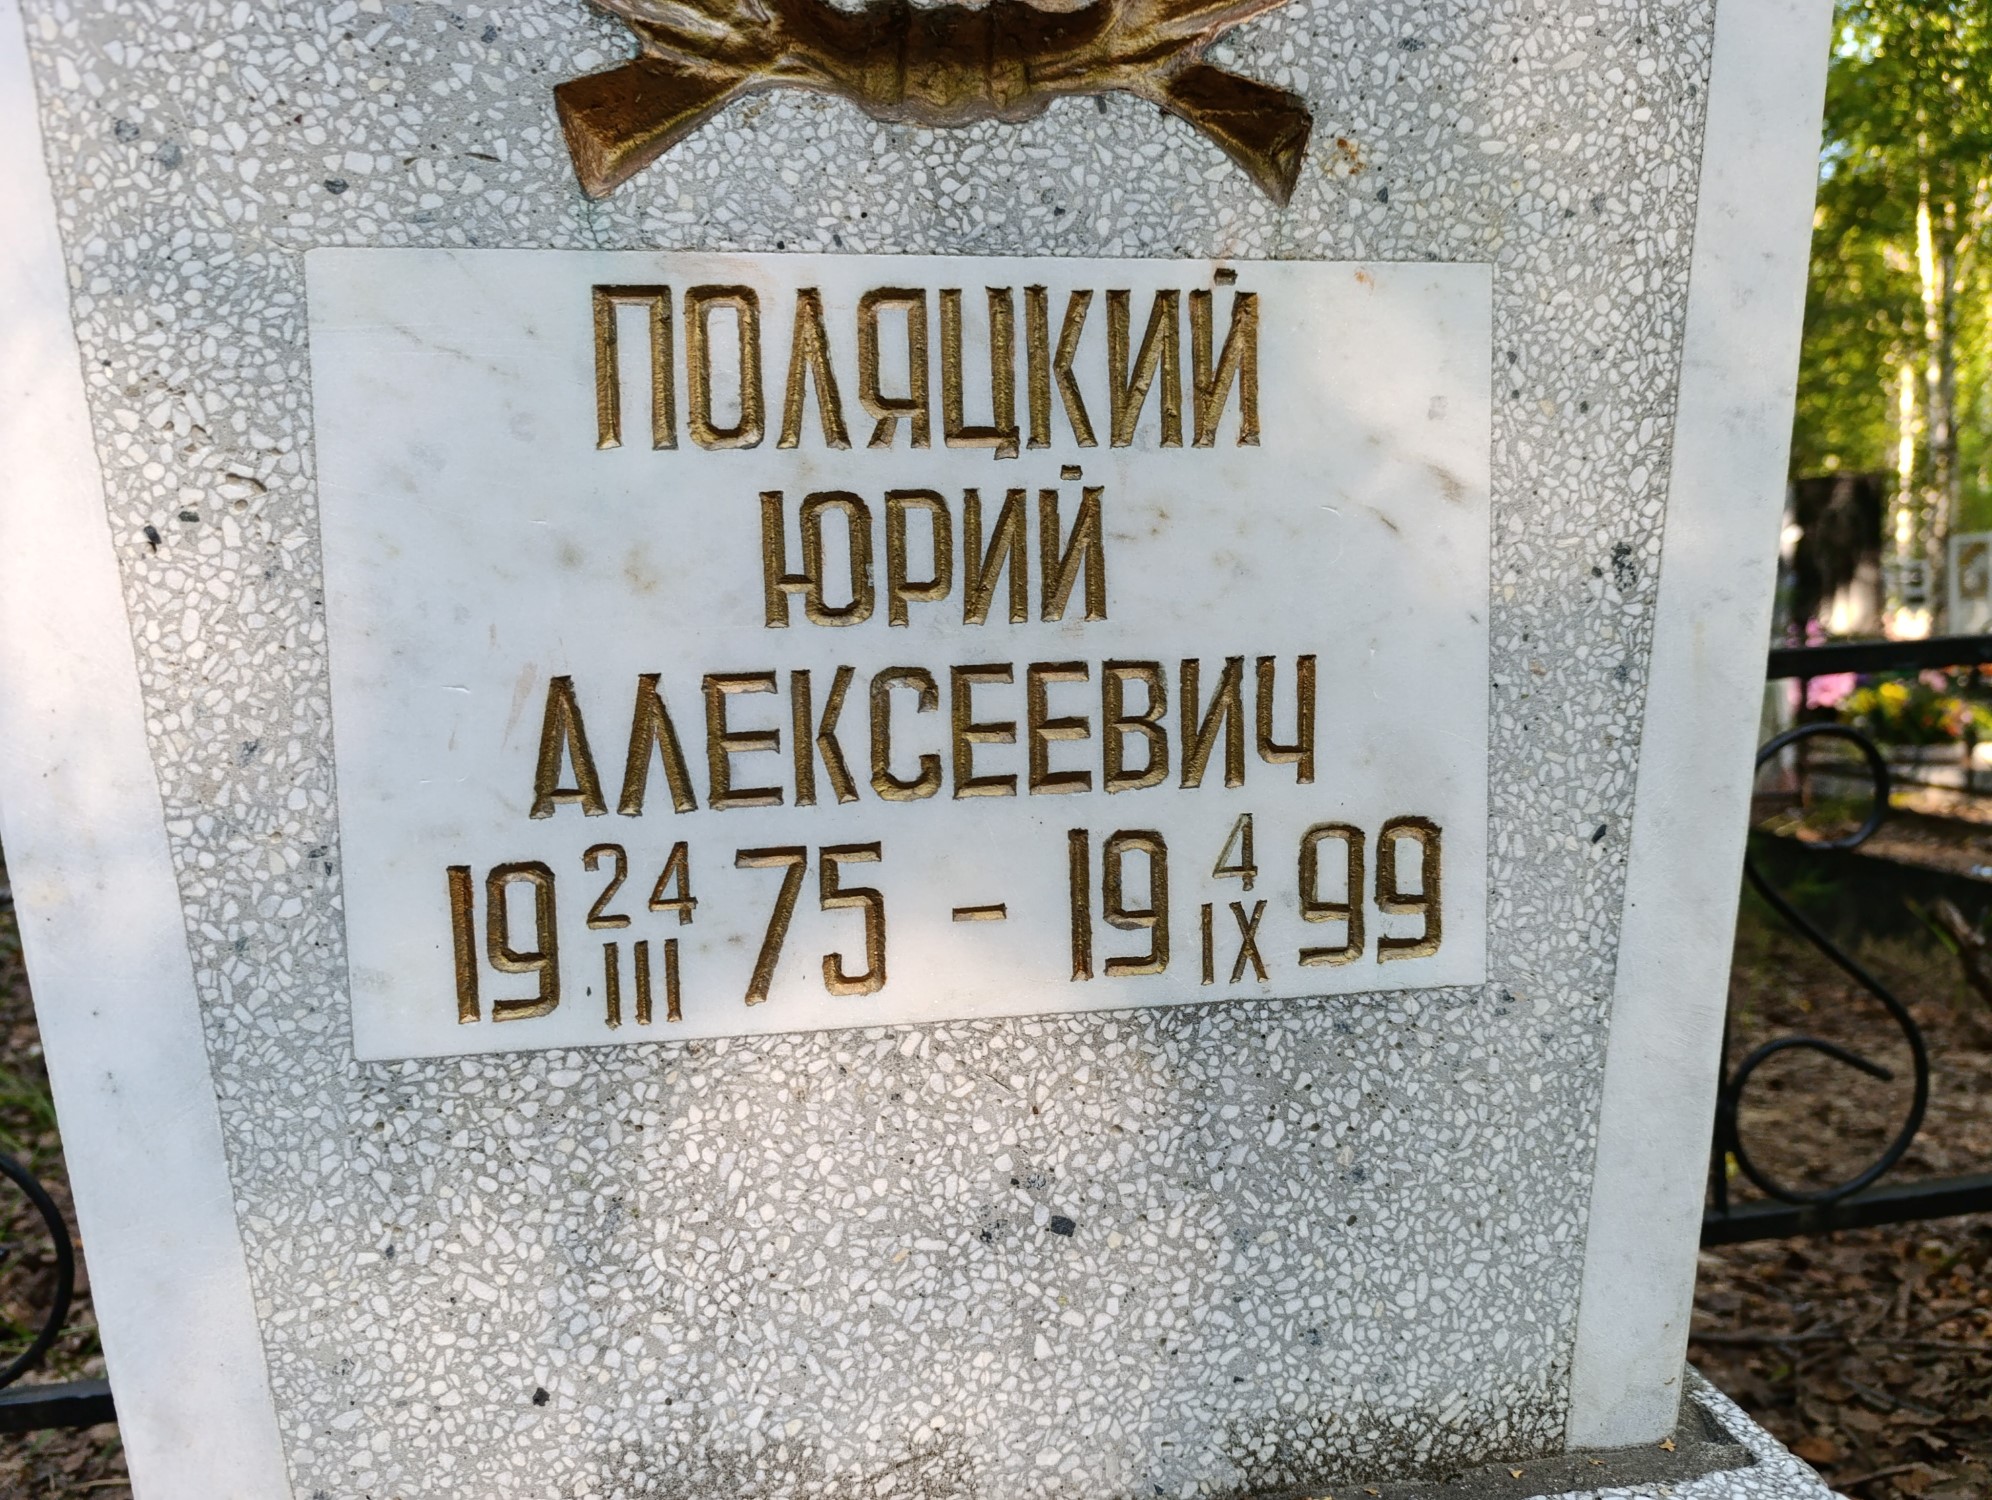 ПОЛЯЦКИЙ
ЮРИЙ
АЛЕКСЕЕВИЧ
19 24 III 75 - 19 4 IX 99